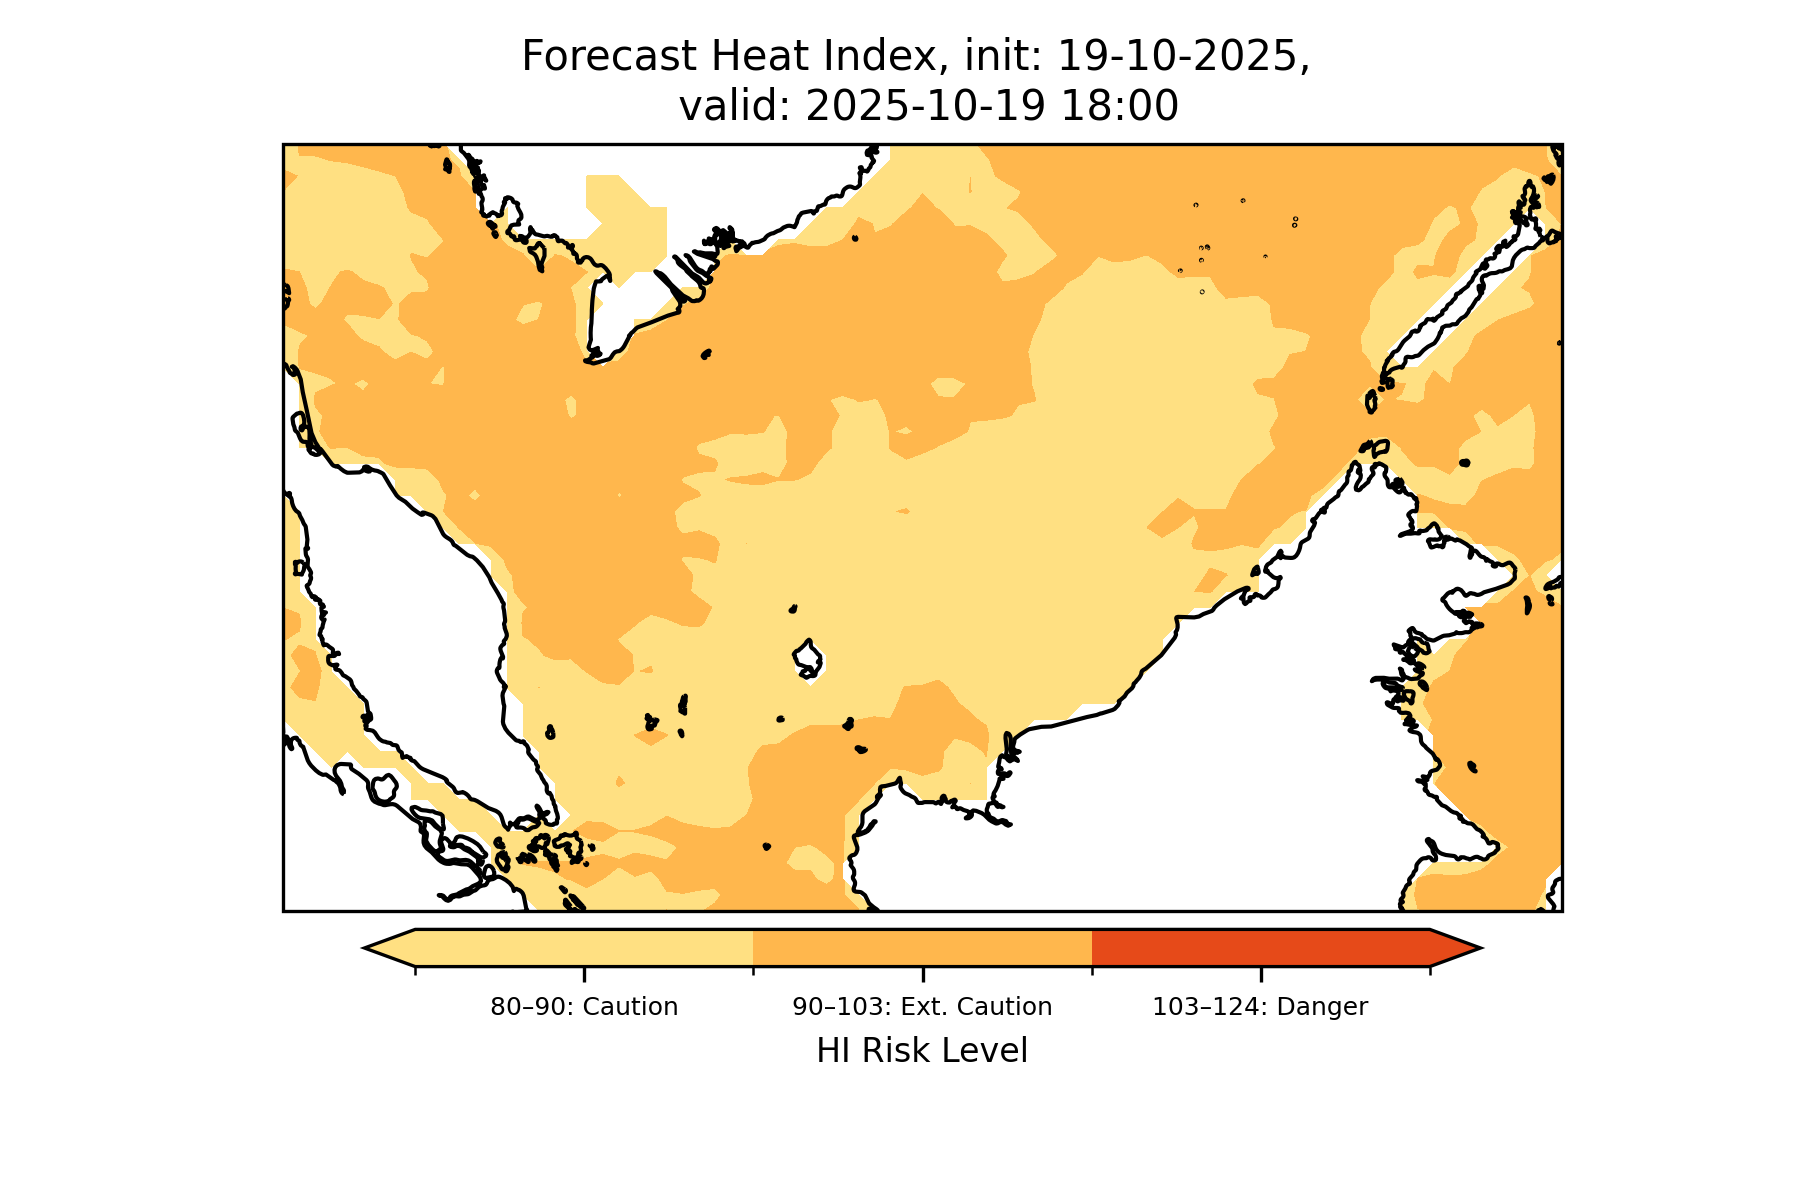 Forecast Heat Index, init: 19-10-2025,
valid: 2025-10-19 18:00
80–90: Caution
90–103: Ext. Caution
103–124: Danger
HI Risk Level